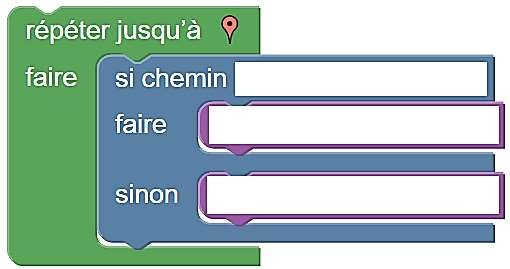 répéter jusqu'à
faire
si chemin
faire
sinon